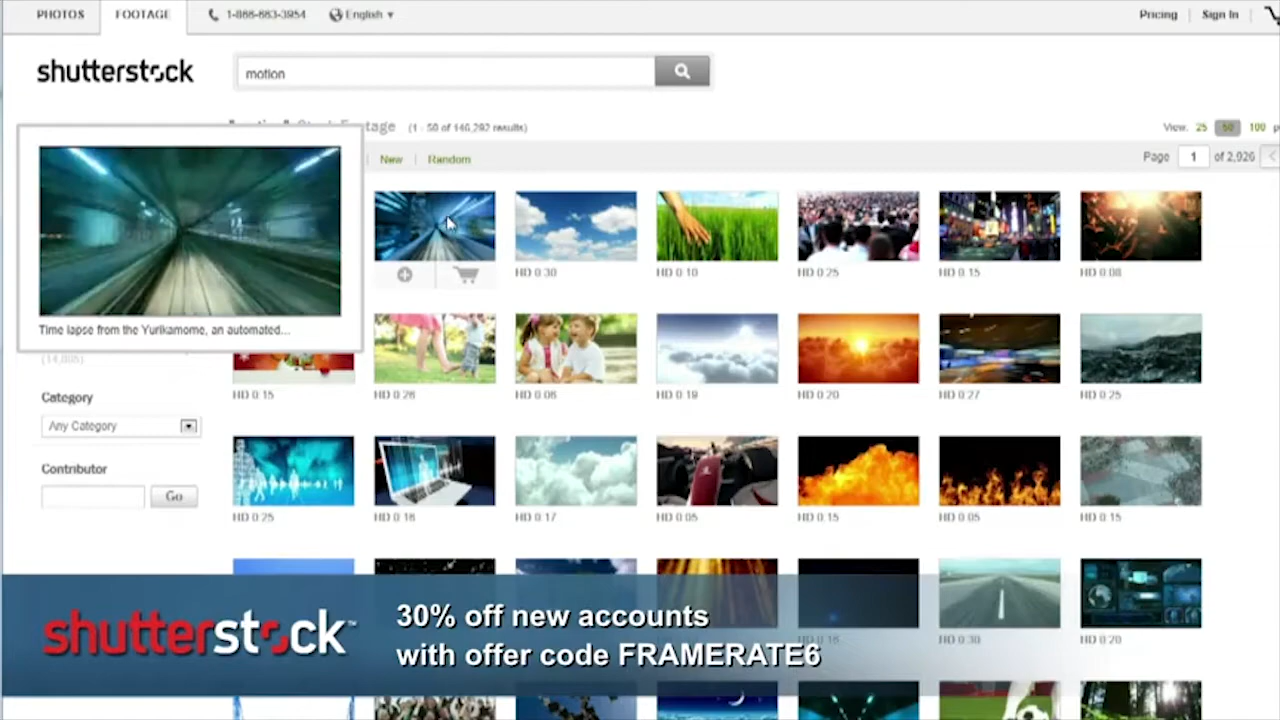 PHOTOS
FOOTAGE
1-866-663-3954
English
Pricing
Sign In
shutterstock
motion
(1 - 50 of 146,292 results)
View: 25 50 100
New
Random
Page 1 of 2,926
Time lapse from the Yurikamome, an automated...
HD 0:30
HD 0:10
HD 0:25
HD 0:15
HD 0:08
HD 0:15
HD 0:26
HD 0:06
HD 0:19
HD 0:20
HD 0:27
HD 0:25
Category
Any Category
Contributor
Go
HD 0:25
HD 0:16
HD 0:17
HD 0:05
HD 0:15
HD 0:05
HD 0:15
HD 0:30
HD 0:20
shutterstock™
30% off new accounts
with offer code FRAMERATE6